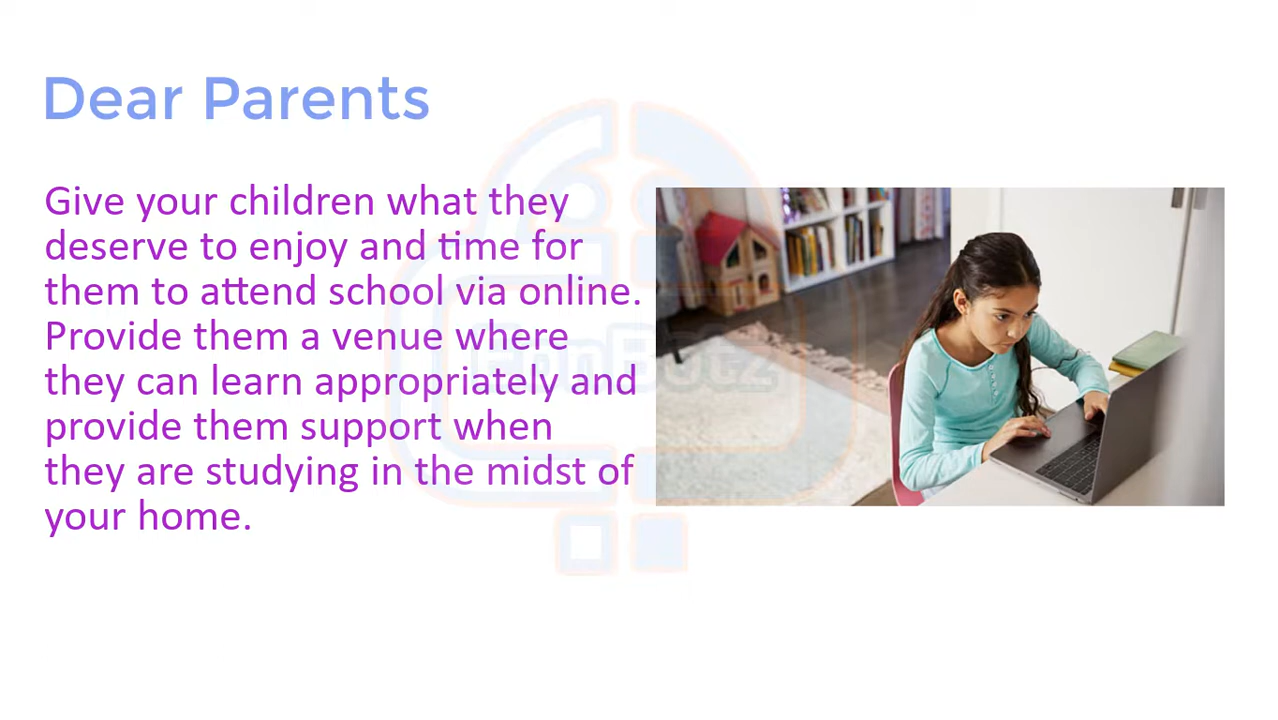 Dear Parents
Give your children what they
deserve to enjoy and time for
them to attend school via online.
Provide them a venue where
they can learn appropriately and
provide them support when
they are studying in the midst of
your home.